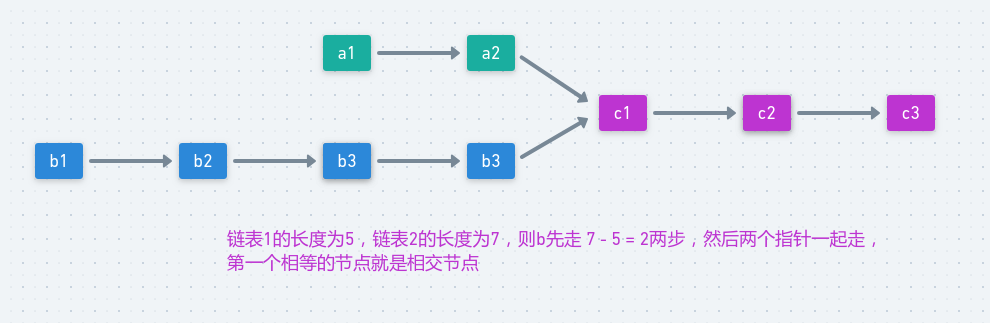 a1
a2
c1
c2
c3
b1
b2
b3
b3
链表1的长度为5，链表2的长度为7，则b先走 7 - 5 = 2两步，然后两个指针一起走，
第一个相等的节点就是相交节点